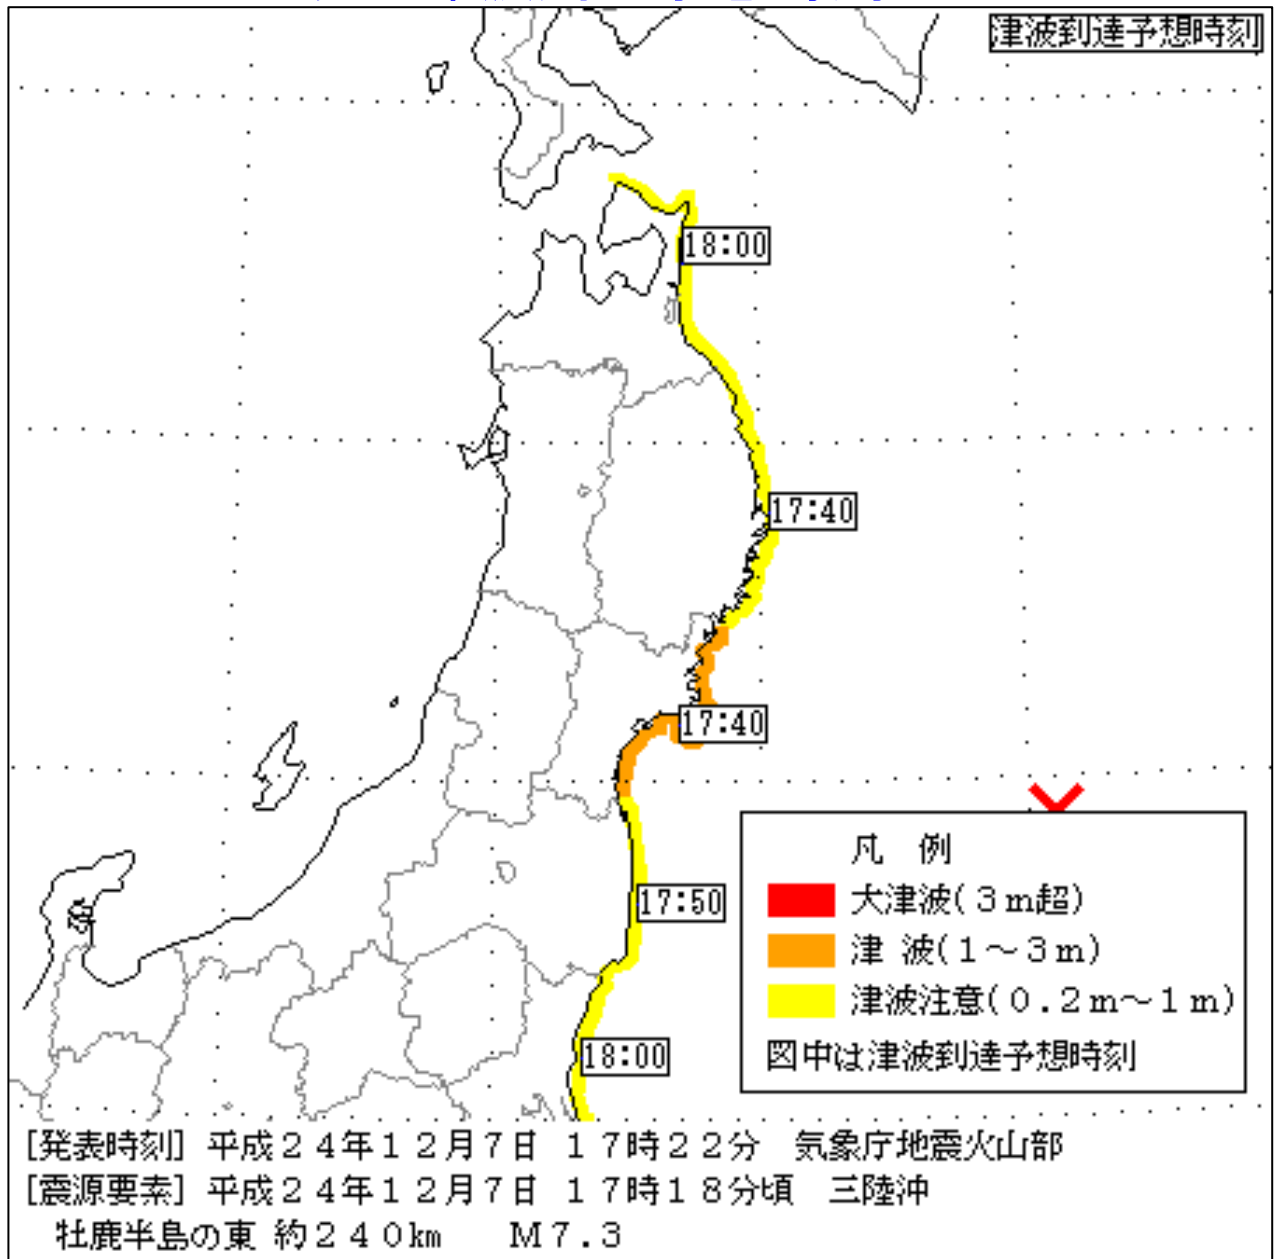 津波到達予想時刻
18:00
17:40
17:40
17:50
18:00
凡 例
大津波(3m超)
津 波(1～3m)
津波注意(0.2m～1m)
図中は津波到達予想時刻
[発表時刻] 平成24年12月7日 17時22分 気象庁地震火山部
[震源要素] 平成24年12月7日 17時18分頃 三陸沖
牡鹿半島の東 約240km M7.3